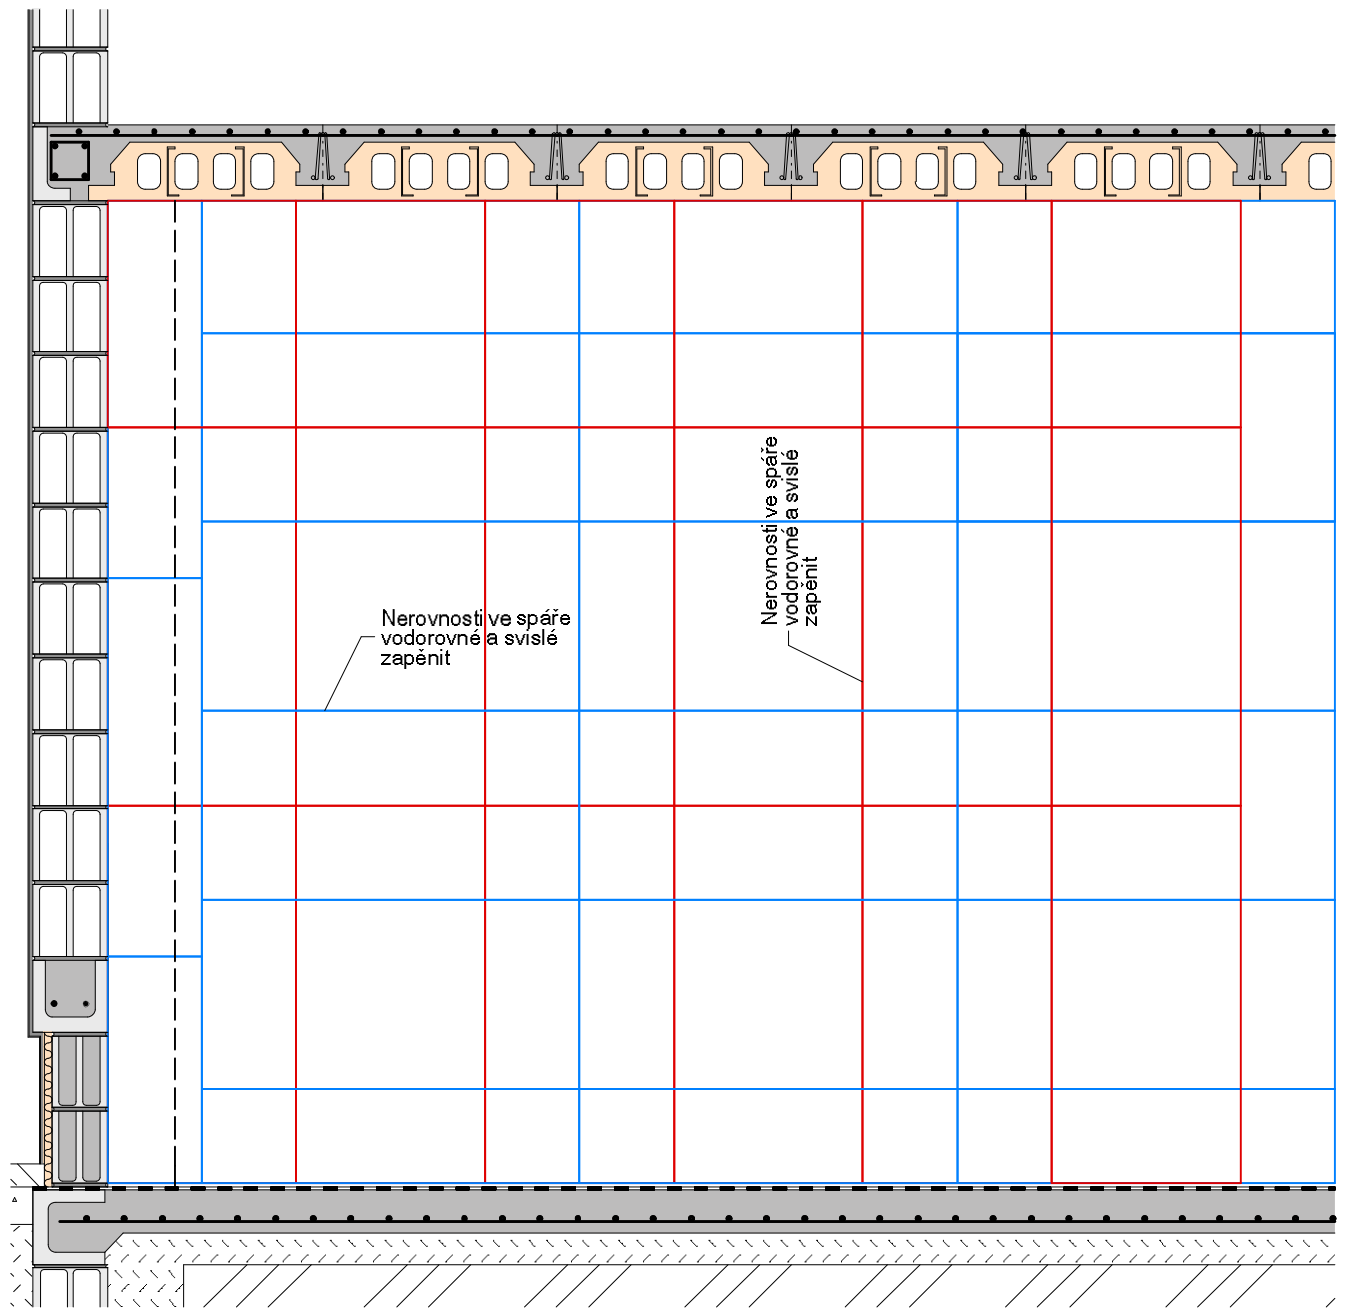 Nerovnosti ve spáře
vodorovné a svislé
zapěnit
Nerovnosti ve spáře
vodorovné a svislé
zapěnit